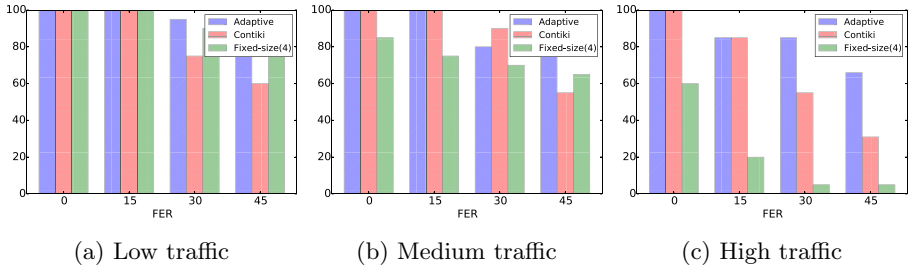 100
80
60
40
20
0
0 15 30 45
FER
Adaptive
Contiki
Fixed-size(4)
(a) Low traffic
100
80
60
40
20
0
0 15 30 45
FER
Adaptive
Contiki
Fixed-size(4)
(b) Medium traffic
100
80
60
40
20
0
0 15 30 45
FER
Adaptive
Contiki
Fixed-size(4)
(c) High traffic